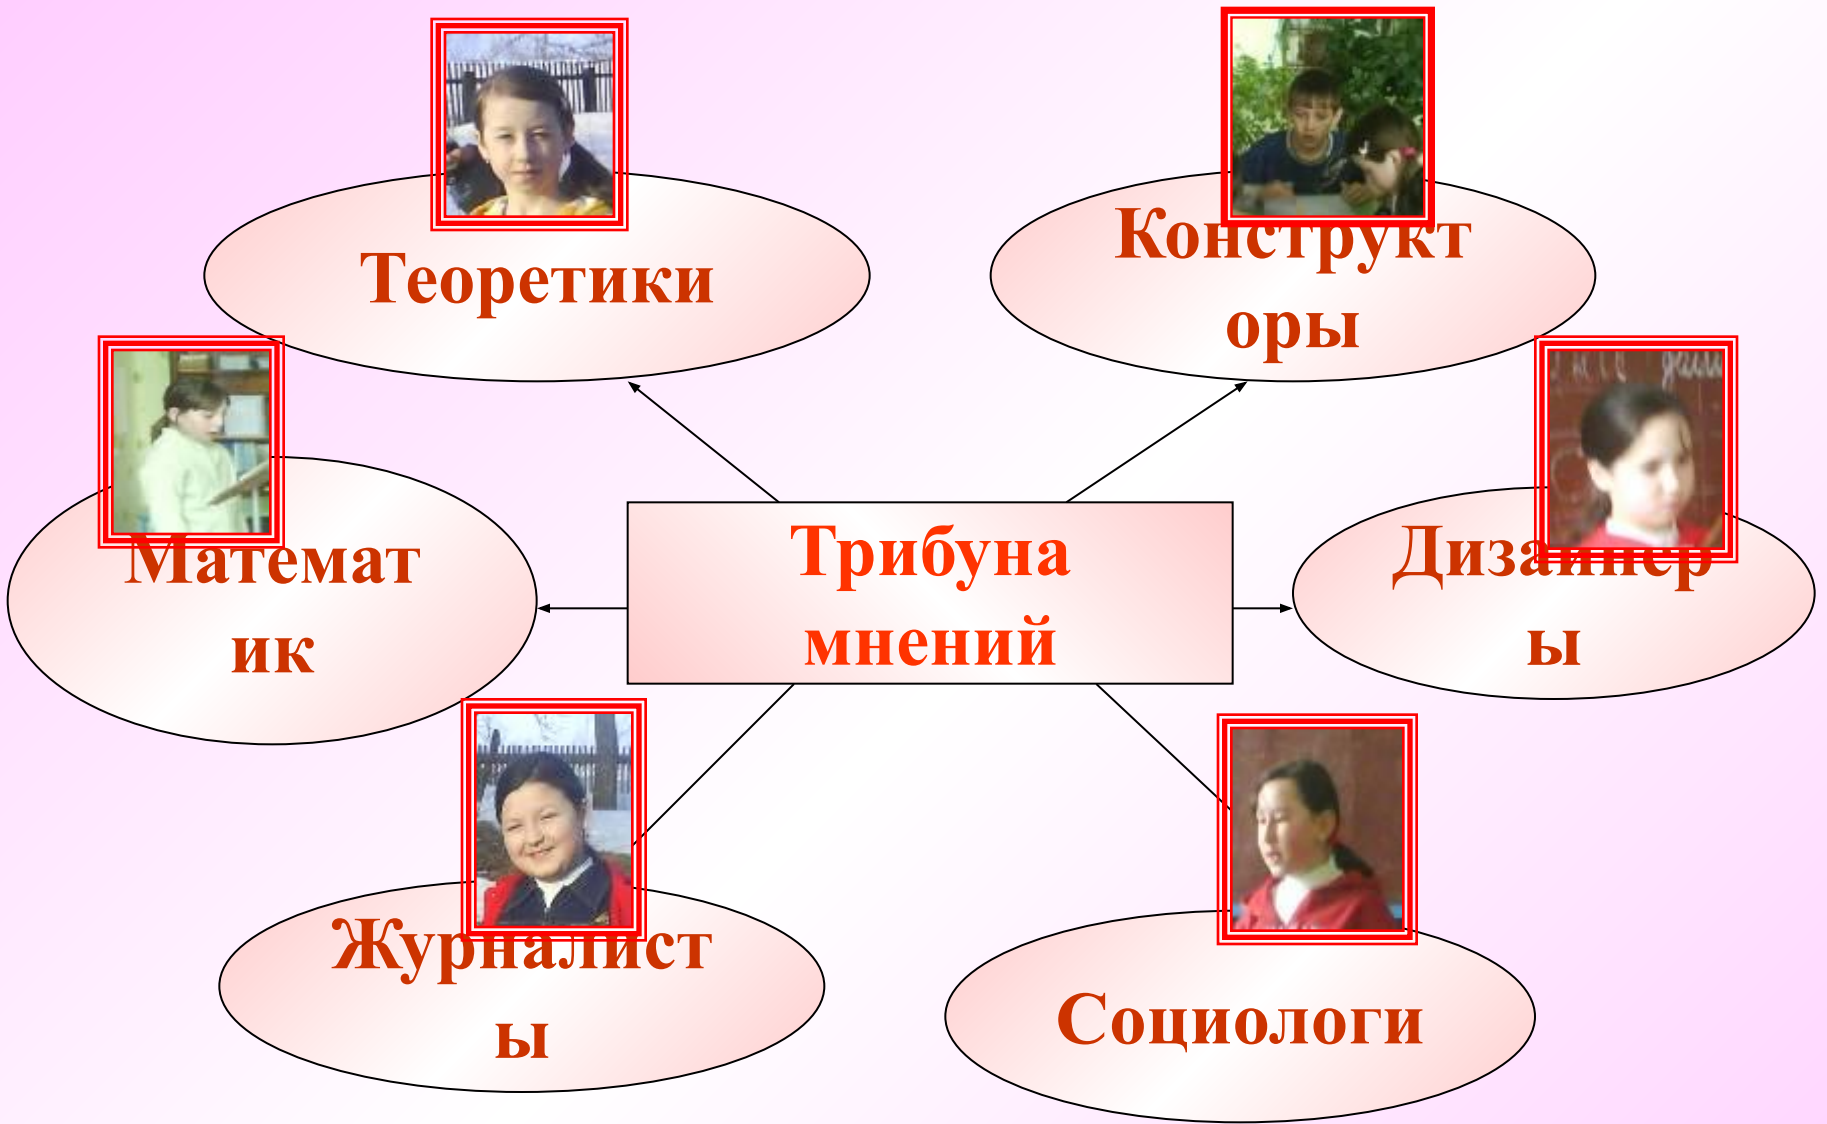 Теоретики
Конструкт
оры
Математ
ик
Трибуна
мнений
Дизайнер
ы
Журналист
ы
Социологи